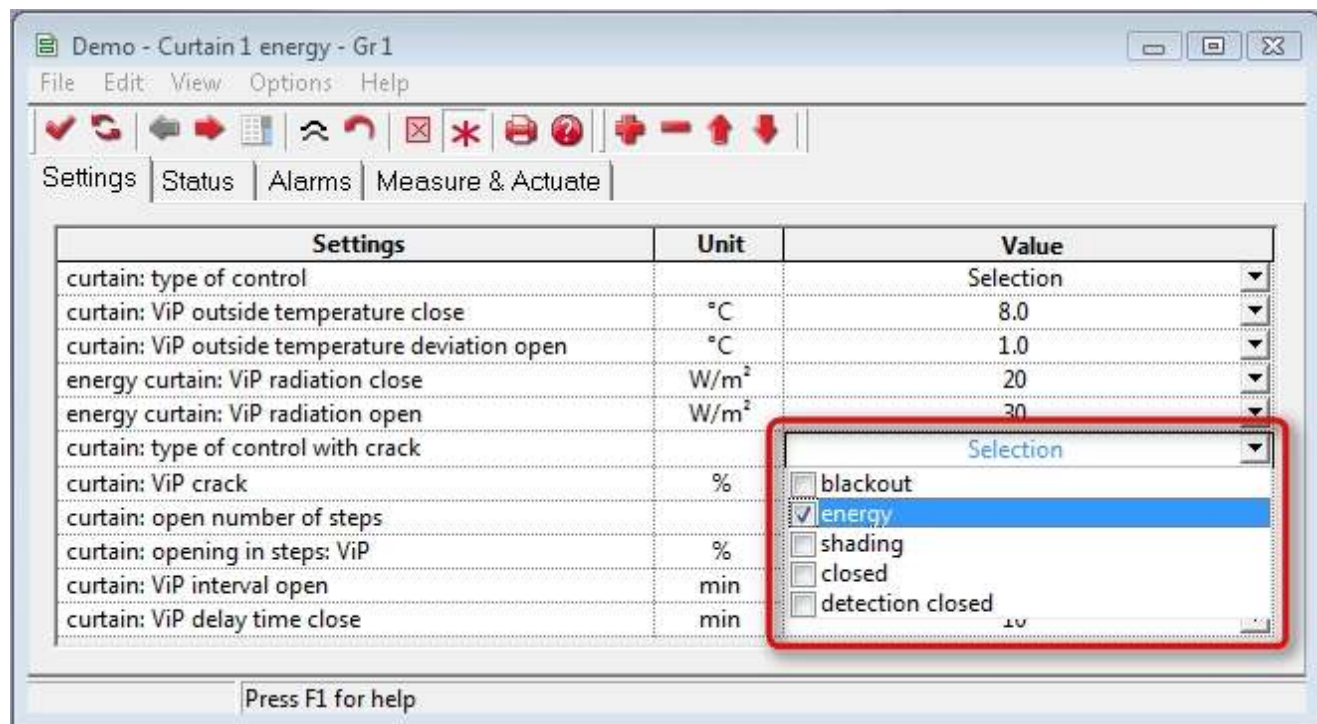 Demo - Curtain 1 energy - Gr 1
File Edit View Options Help
Settings Status Alarms Measure & Actuate
Settings Unit Value
curtain: type of control Selection
curtain: ViP outside temperature close °C 8.0
curtain: ViP outside temperature deviation open °C 1.0
energy curtain: ViP radiation close W/m² 20
energy curtain: ViP radiation open W/m² 30
curtain: type of control with crack Selection
curtain: ViP crack % blackout
curtain: open number of steps energy
curtain: opening in steps: ViP % shading
curtain: ViP interval open min closed
curtain: ViP delay time close min detection closed
Press F1 for help